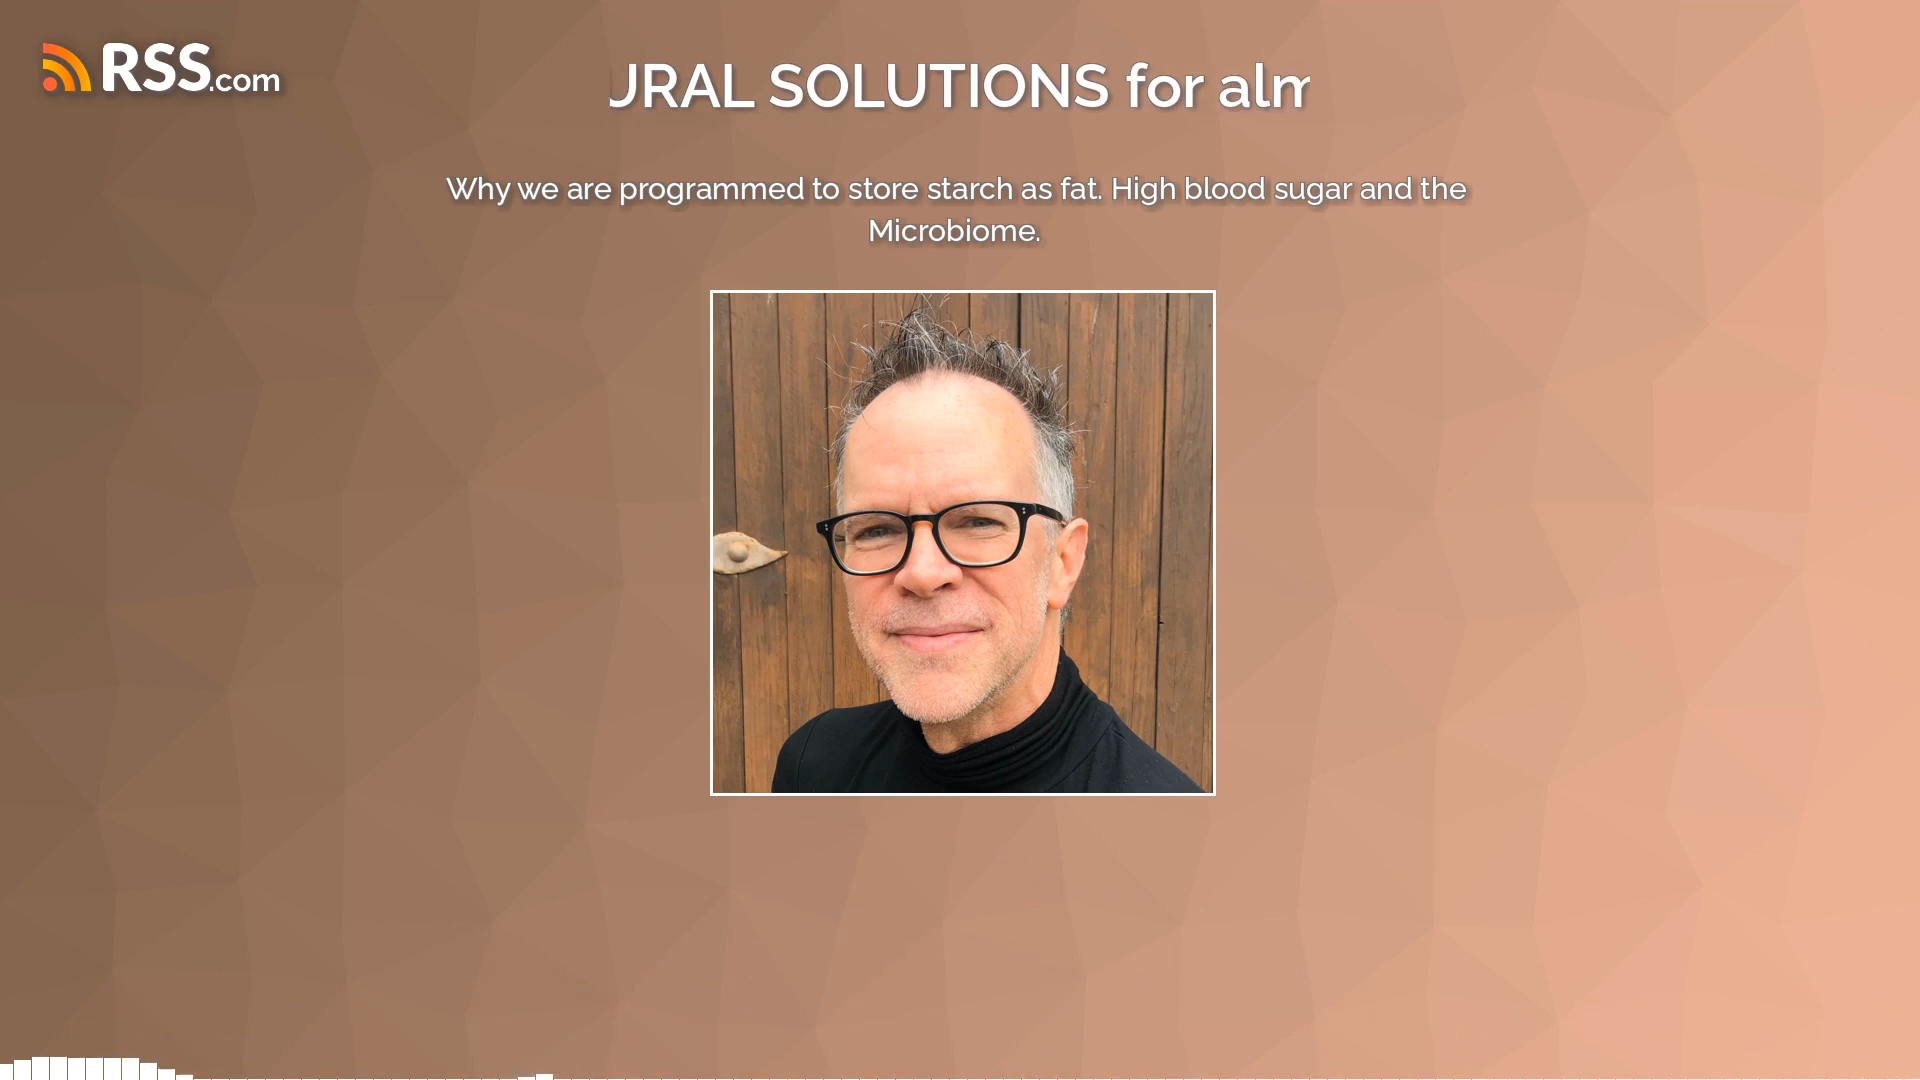 RSS.com
URAL SOLUTIONS for alm
Why we are programmed to store starch as fat. High blood sugar and the
Microbiome.